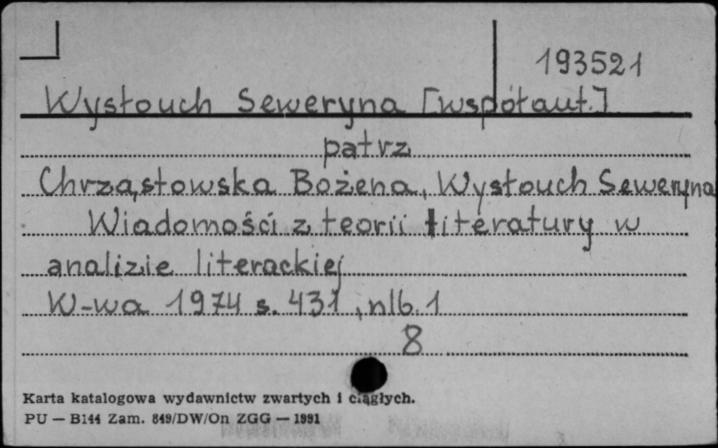 193521
Wysłouch Seweryna [współaut.]
patrz
Chrząstowska Bożena, Wysłouch Seweryna
Wiadomości z teorii literatury w
analizie literackiej
W-wa 1974 s. 431, nlb. 1
8
Karta katalogowa wydawnictw zwartych i ciągłych.
PU — B144 Zam. 849/DW/On ZGG — 1991